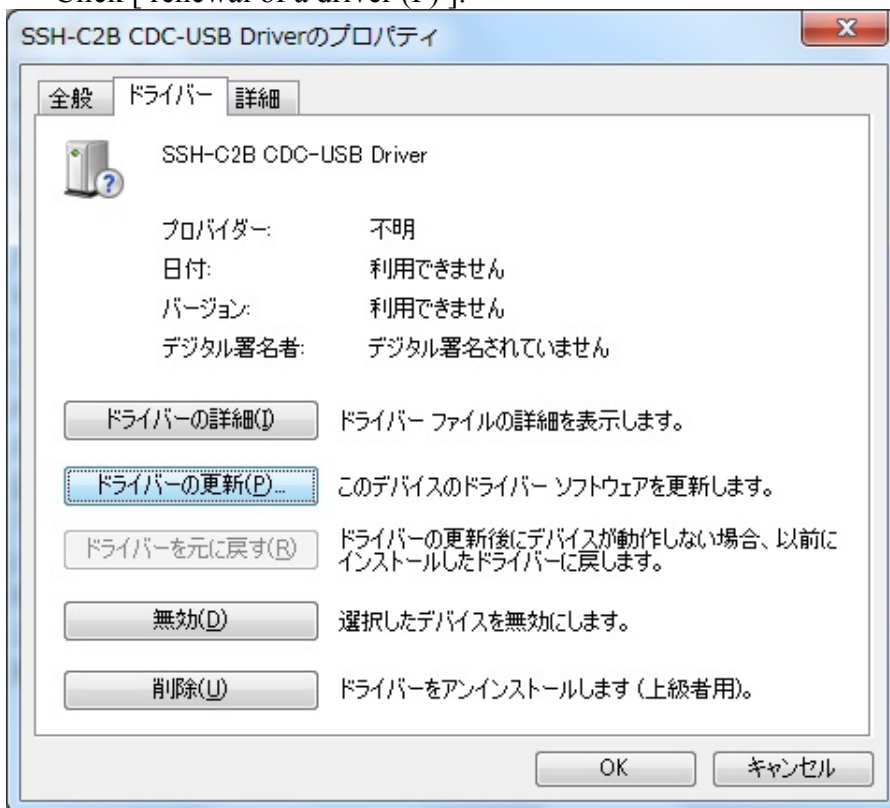 Click [ renewal of a driver (P) ].
SSH-C2B CDC-USB Driverのプロパティ
全般 ドライバー 詳細
SSH-C2B CDC-USB Driver
プロバイダー: 不明
日付: 利用できません
バージョン: 利用できません
デジタル署名者: デジタル署名されていません
ドライバーの詳細(I) ドライバー ファイルの詳細を表示します。
ドライバーの更新(P)... このデバイスのドライバー ソフトウェアを更新します。
ドライバーを元に戻す(R) ドライバーの更新後にデバイスが動作しない場合、以前に
インストールしたドライバーに戻します。
無効(D) 選択したデバイスを無効にします。
削除(U) ドライバーをアンインストールします (上級者用)。
OK キャンセル